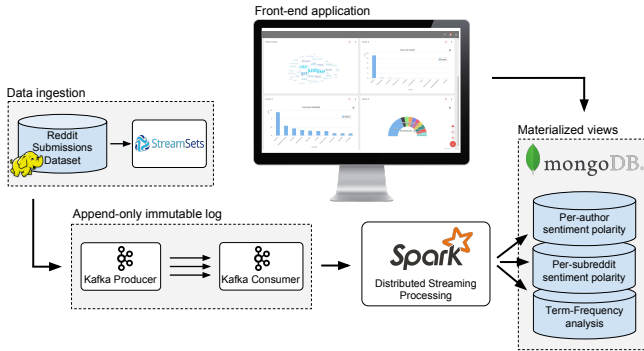 Front-end application
Data ingestion
Reddit
Submissions
Dataset
StreamSets
Materialized views
mongoDB
Append-only immutable log
Kafka Producer
Kafka Consumer
Spark
Distributed Streaming
Processing
Per-author
sentiment polarity
Per-subreddit
sentiment polarity
Term-Frequency
analysis